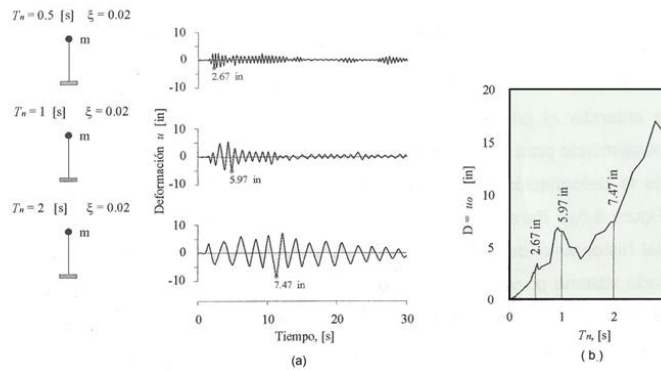 Tn = 0.5 [s] ξ = 0.02
m
Tn = 1 [s] ξ = 0.02
m
Tn = 2 [s] ξ = 0.02
m
Deformación u [in]
10
0
-10
2.67 in
10
0
-10
5.97 in
10
0
-10
7.47 in
0 10 20 30
Tiempo, [s]
(a)
D = uo [in]
20
15
10
5
0
2.67 in
5.97 in
7.47 in
0 1 2 3
Tn, [s]
(b.)